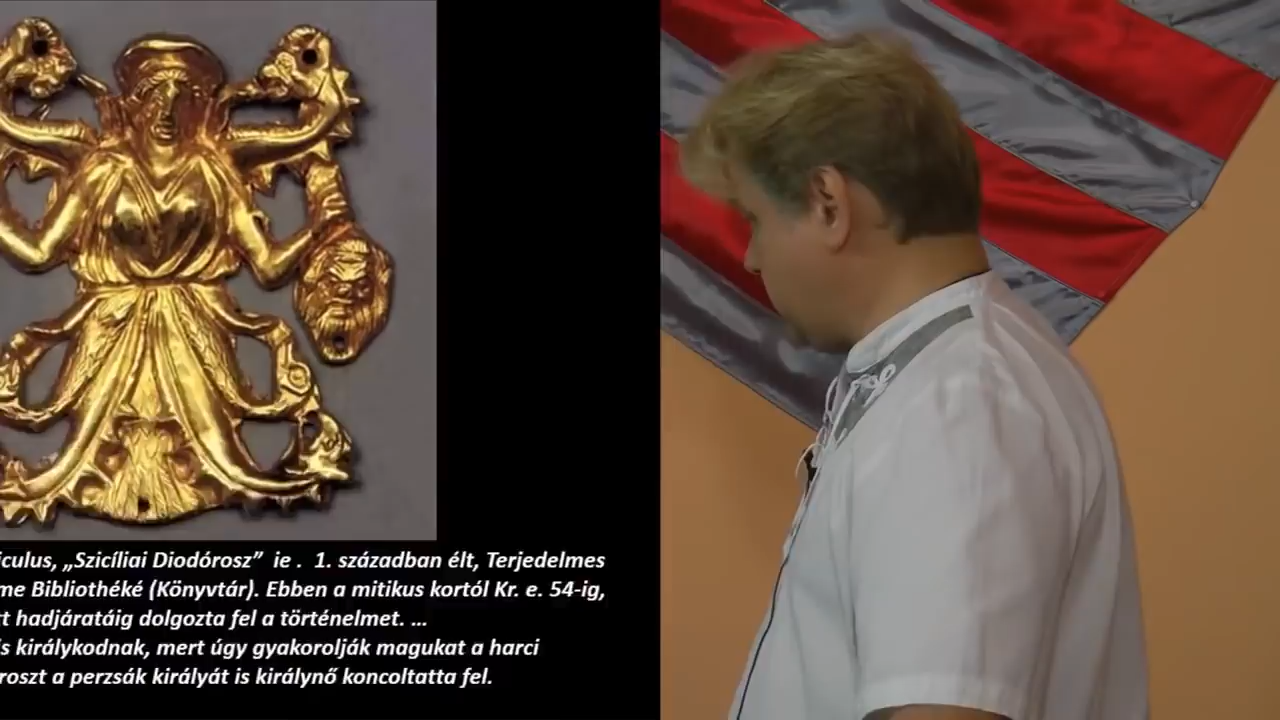 iculus, „Szicíliai Diodórosz” ie . 1. században élt, Terjedelmes
me Bibliothéké (Könyvtár). Ebben a mitikus kortól Kr. e. 54-ig,
tt hadjáratáig dolgozta fel a történelmet. ...
is királykodnak, mert úgy gyakorolják magukat a harci
roszt a perzsák királyát is királynő koncoltatta fel.